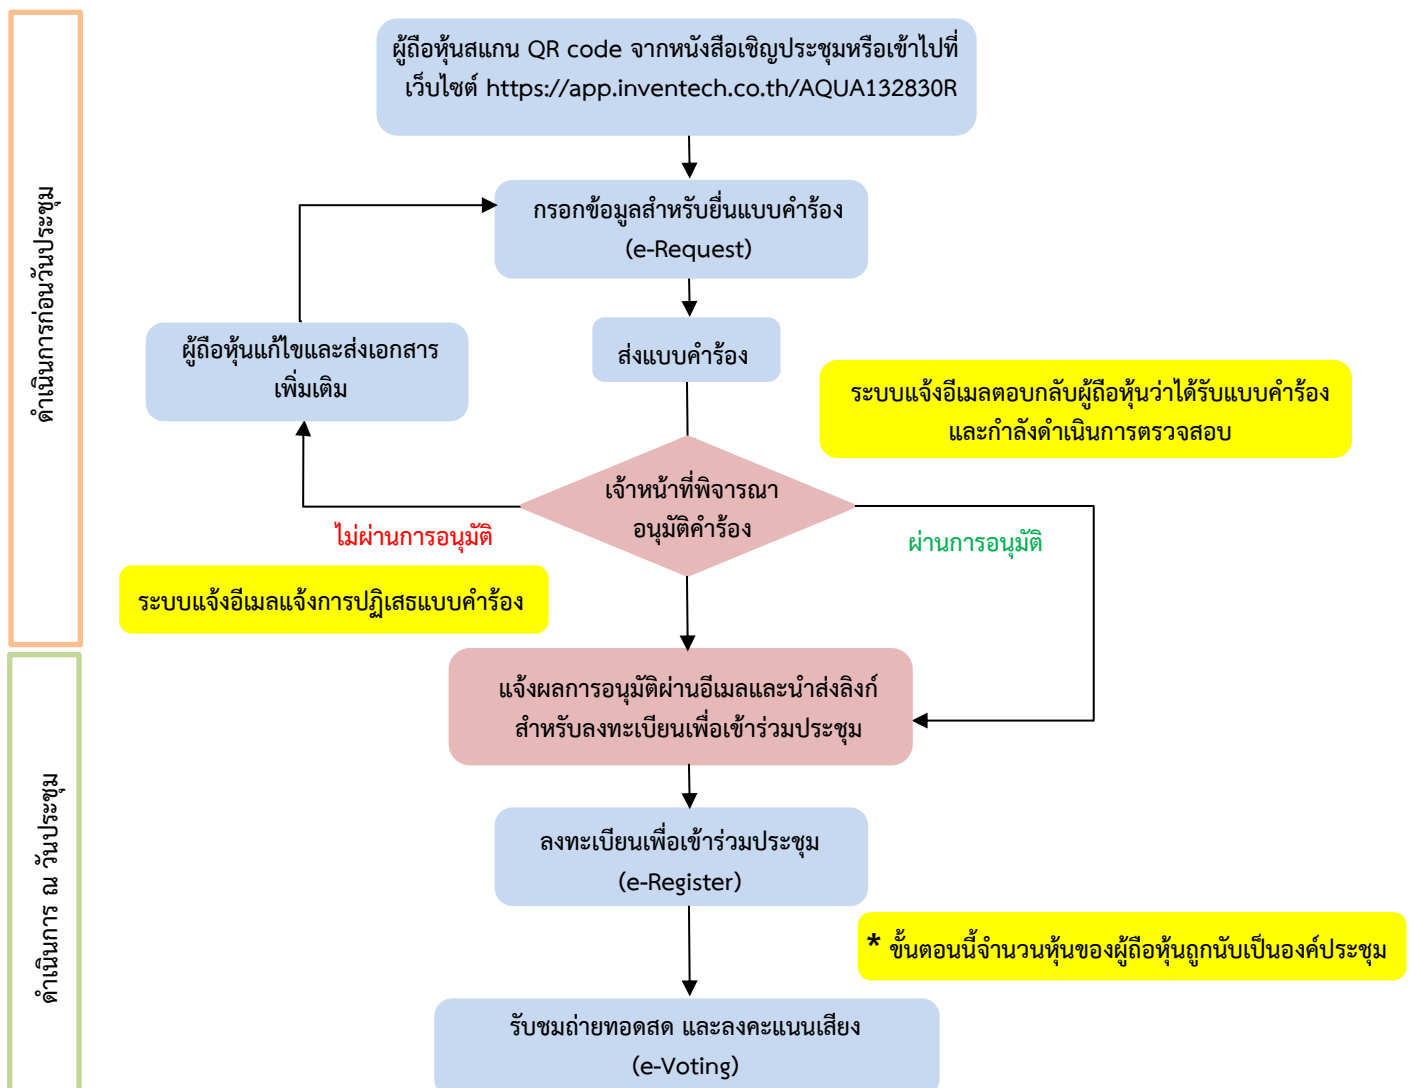 ดำเนินการก่อนวันประชุม
ผู้ถือหุ้นสแกน QR code จากหนังสือเชิญประชุมหรือเข้าไปที่
เว็บไซต์ https://app.inventech.co.th/AQUA132830R
กรอกข้อมูลสำหรับยื่นแบบคำร้อง
(e-Request)
ผู้ถือหุ้นแก้ไขและส่งเอกสาร
เพิ่มเติม
ส่งแบบคำร้อง
ระบบแจ้งอีเมลตอบกลับผู้ถือหุ้นว่าได้รับแบบคำร้อง
และกำลังดำเนินการตรวจสอบ
เจ้าหน้าที่พิจารณา
อนุมัติคำร้อง
ไม่ผ่านการอนุมัติ
ผ่านการอนุมัติ
ระบบแจ้งอีเมลแจ้งการปฏิเสธแบบคำร้อง
ดำเนินการ ณ วันประชุม
แจ้งผลการอนุมัติผ่านอีเมลและนำส่งลิงก์
สำหรับลงทะเบียนเพื่อเข้าร่วมประชุม
ลงทะเบียนเพื่อเข้าร่วมประชุม
(e-Register)
* ขั้นตอนนี้จำนวนหุ้นของผู้ถือหุ้นถูกนับเป็นองค์ประชุม
รับชมถ่ายทอดสด และลงคะแนนเสียง
(e-Voting)